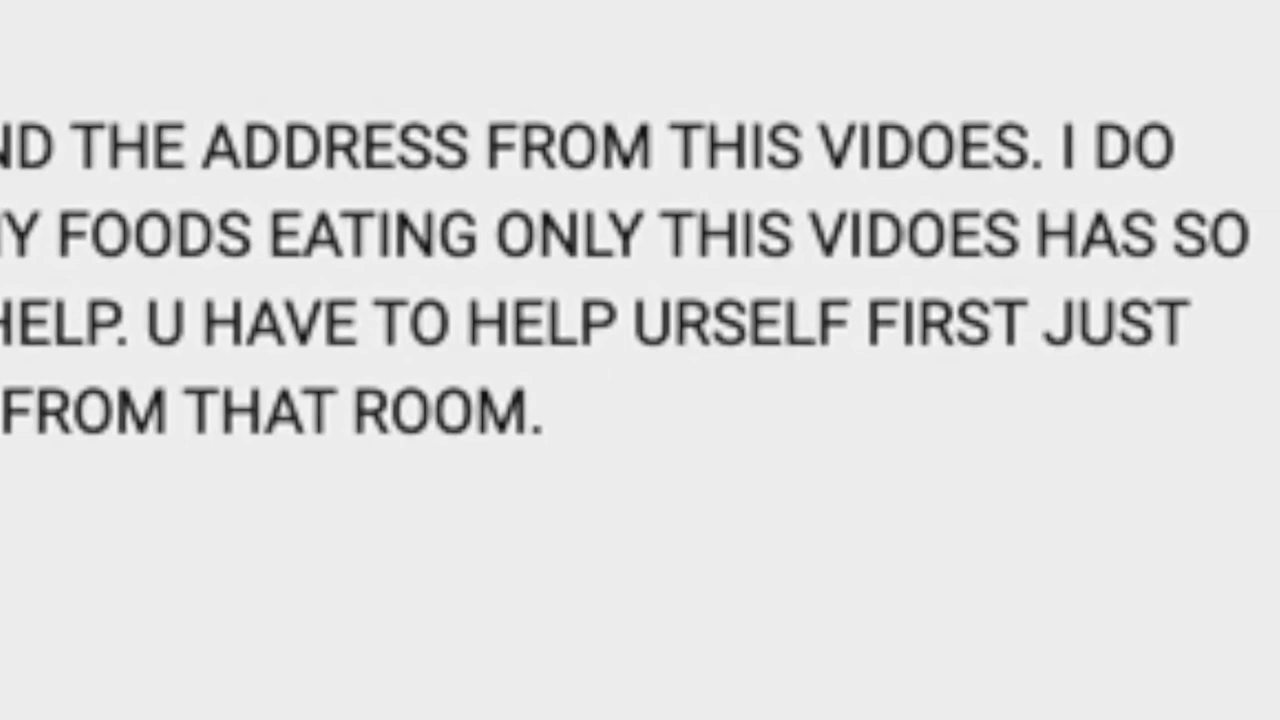 ND THE ADDRESS FROM THIS VIDOES. I DO
Y FOODS EATING ONLY THIS VIDOES HAS SO
HELP. U HAVE TO HELP URSELF FIRST JUST
FROM THAT ROOM.